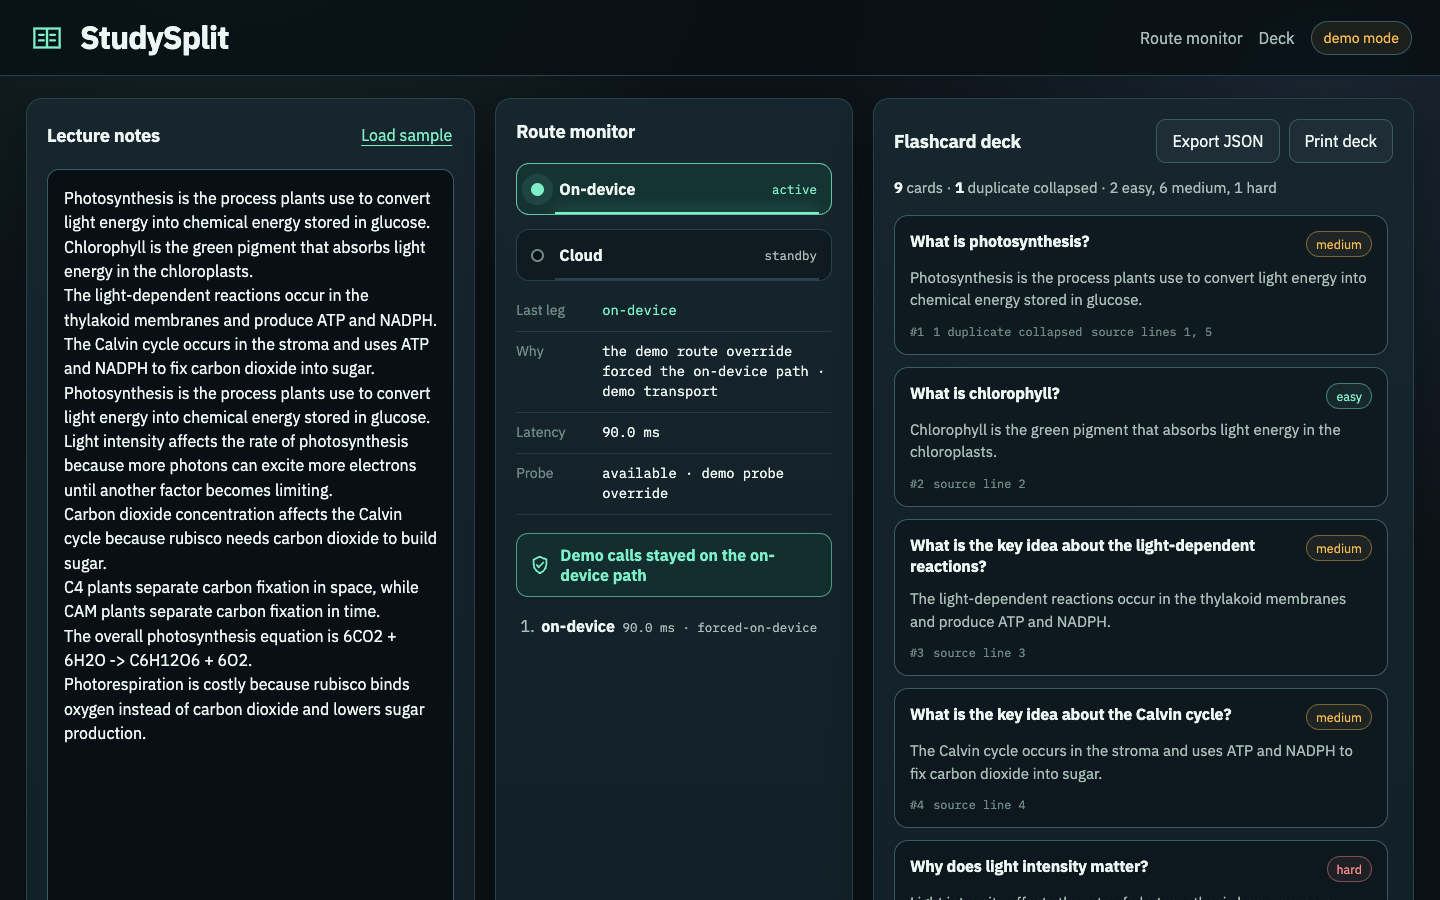 StudySplit
Route monitor
Deck
demo mode
Lecture notes
Load sample
Photosynthesis is the process plants use to convert
light energy into chemical energy stored in glucose.
Chlorophyll is the green pigment that absorbs light
energy in the chloroplasts.
The light-dependent reactions occur in the
thylakoid membranes and produce ATP and NADPH.
The Calvin cycle occurs in the stroma and uses ATP
and NADPH to fix carbon dioxide into sugar.
Photosynthesis is the process plants use to convert
light energy into chemical energy stored in glucose.
Light intensity affects the rate of photosynthesis
because more photons can excite more electrons
until another factor becomes limiting.
Carbon dioxide concentration affects the Calvin
cycle because rubisco needs carbon dioxide to build
sugar.
C4 plants separate carbon fixation in space, while
CAM plants separate carbon fixation in time.
The overall photosynthesis equation is 6CO2 +
6H2O -> C6H12O6 + 6O2.
Photorespiration is costly because rubisco binds
oxygen instead of carbon dioxide and lowers sugar
production.
Route monitor
On-device active
Cloud standby
Last leg on-device
Why the demo route override
forced the on-device path ·
demo transport
Latency 90.0 ms
Probe available · demo probe
override
Demo calls stayed on the on-
device path
1. on-device 90.0 ms · forced-on-device
Flashcard deck
Export JSON
Print deck
9 cards · 1 duplicate collapsed · 2 easy, 6 medium, 1 hard
What is photosynthesis? medium
Photosynthesis is the process plants use to convert light energy into
chemical energy stored in glucose.
#1 1 duplicate collapsed source lines 1, 5
What is chlorophyll? easy
Chlorophyll is the green pigment that absorbs light energy in the
chloroplasts.
#2 source line 2
What is the key idea about the light-dependent medium
reactions?
The light-dependent reactions occur in the thylakoid membranes
and produce ATP and NADPH.
#3 source line 3
What is the key idea about the Calvin cycle? medium
The Calvin cycle occurs in the stroma and uses ATP and NADPH to
fix carbon dioxide into sugar.
#4 source line 4
Why does light intensity matter? hard